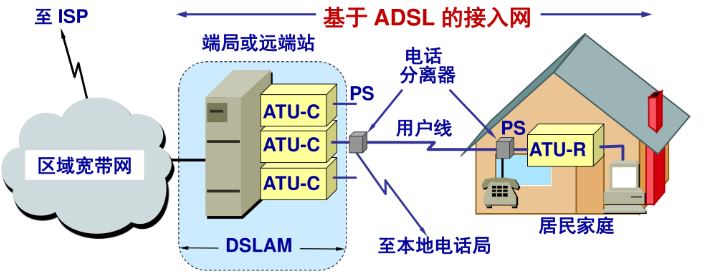 至 ISP
基于 ADSL 的接入网
端局或远端站
电话
分离器
PS
ATU-C
ATU-C
ATU-C
用户线
PS
ATU-R
区域宽带网
居民家庭
DSLAM
至本地电话局